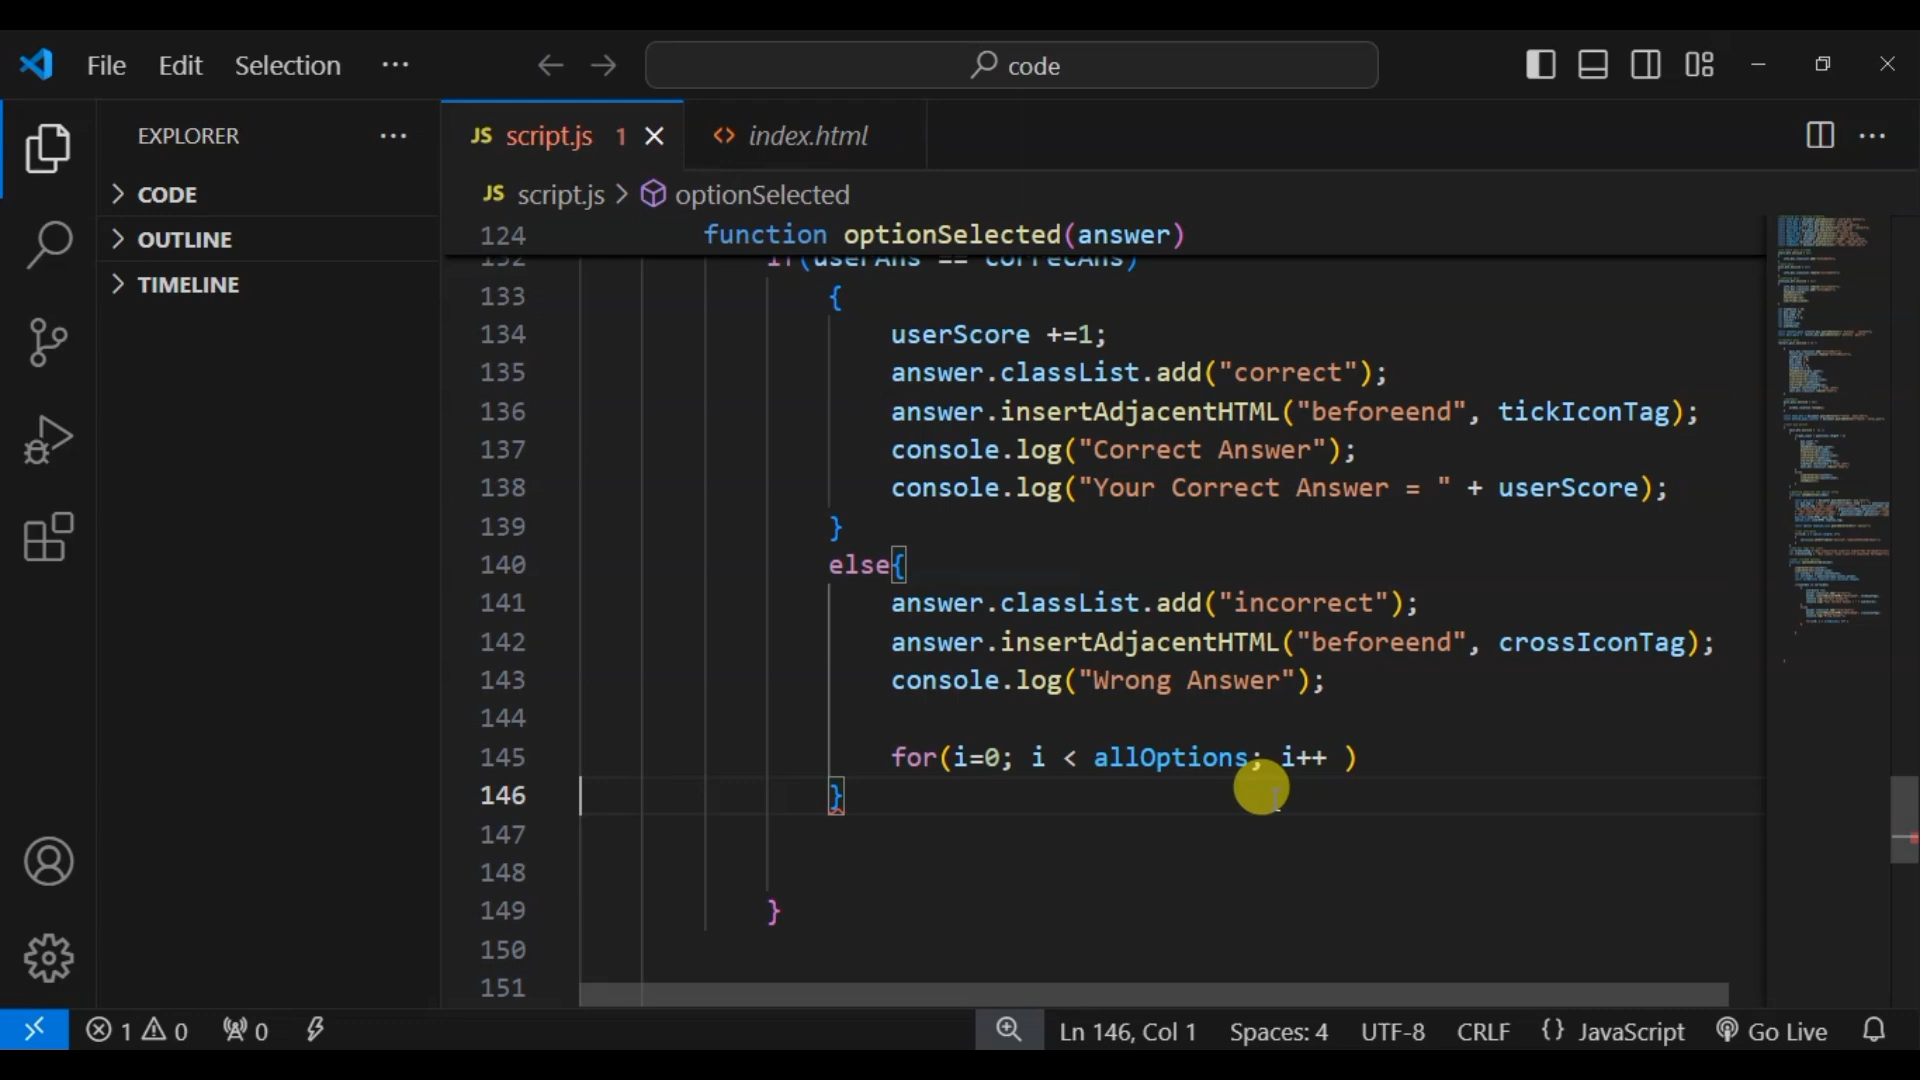 File Edit Selection ···
code
EXPLORER ···
CODE
OUTLINE
TIMELINE
JS script.js 1
<> index.html
···
JS script.js > optionSelected
124 function optionSelected(answer)
132 if(userAns == correcAns)
133 {
134 userScore +=1;
135 answer.classList.add("correct");
136 answer.insertAdjacentHTML("beforeend", tickIconTag);
137 console.log("Correct Answer");
138 console.log("Your Correct Answer = " + userScore);
139 }
140 else{
141 answer.classList.add("incorrect");
142 answer.insertAdjacentHTML("beforeend", crossIconTag);
143 console.log("Wrong Answer");
144
145 for(i=0; i < allOptions; i++ )
146 }
147
148
149 }
150
151
1 0 0 Ln 146, Col 1 Spaces: 4 UTF-8 CRLF {} JavaScript Go Live